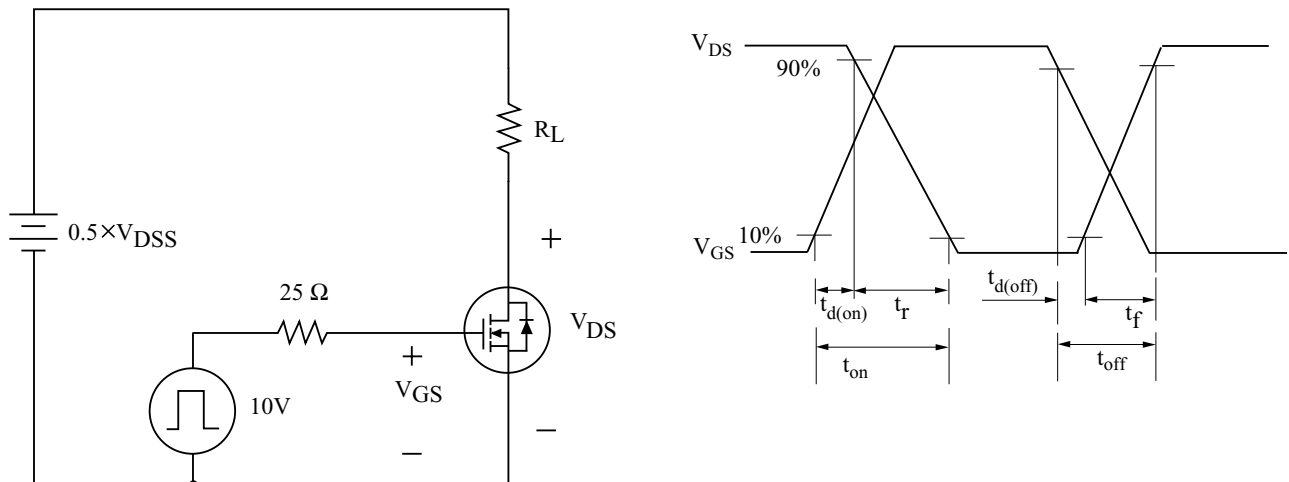 R_L
0.5×V_DSS
+
25 Ω
V_DS
+
V_GS
10V
−
−
V_DS
90%
V_GS
10%
t_d(on)
t_r
t_d(off)
t_f
t_on
t_off